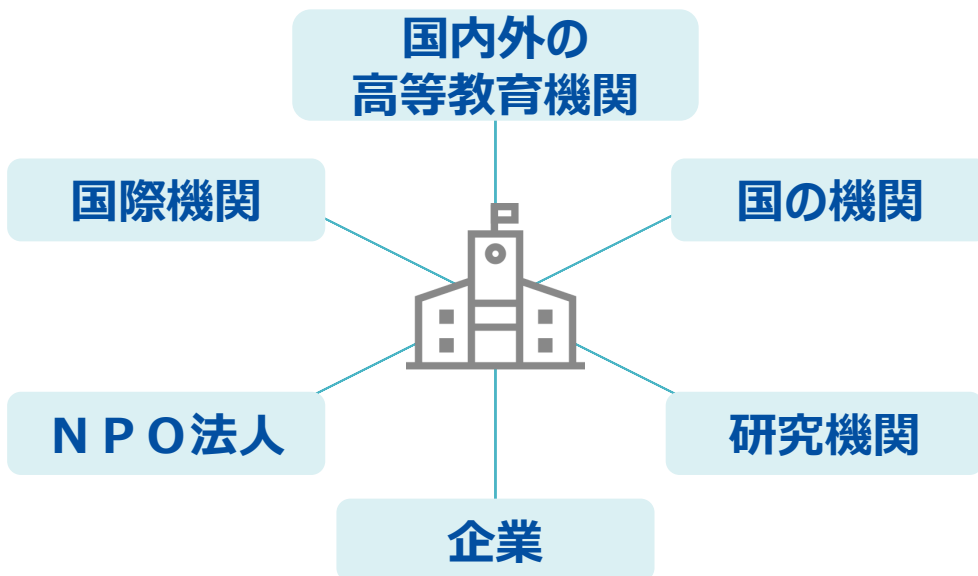 国内外の
高等教育機関
国際機関
国の機関
ＮＰＯ法人
研究機関
企業